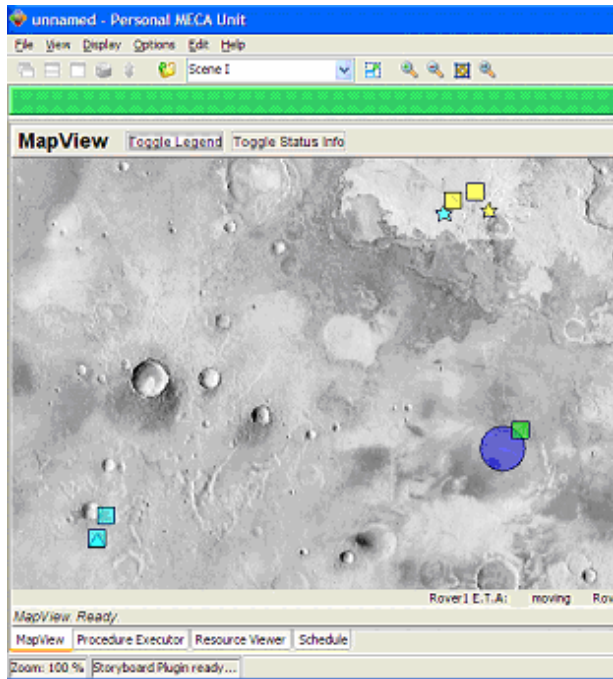 unnamed - Personal MECA Unit
File View Display Options Edit Help
Scene I
MapView Toggle Legend Toggle Status Info
Rover1 E.T.A: moving Rov
MapView. Ready
MapView Procedure Executor Resource Viewer Schedule
Zoom: 100 % Storyboard Plugin ready...